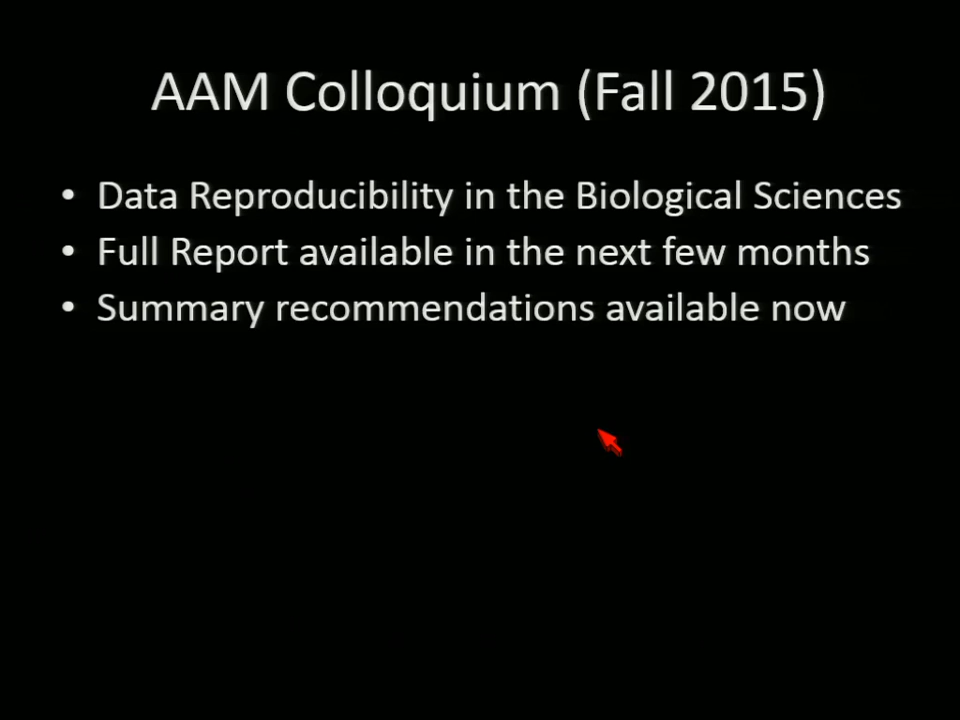 AAM Colloquium (Fall 2015)
• Data Reproducibility in the Biological Sciences
• Full Report available in the next few months
• Summary recommendations available now